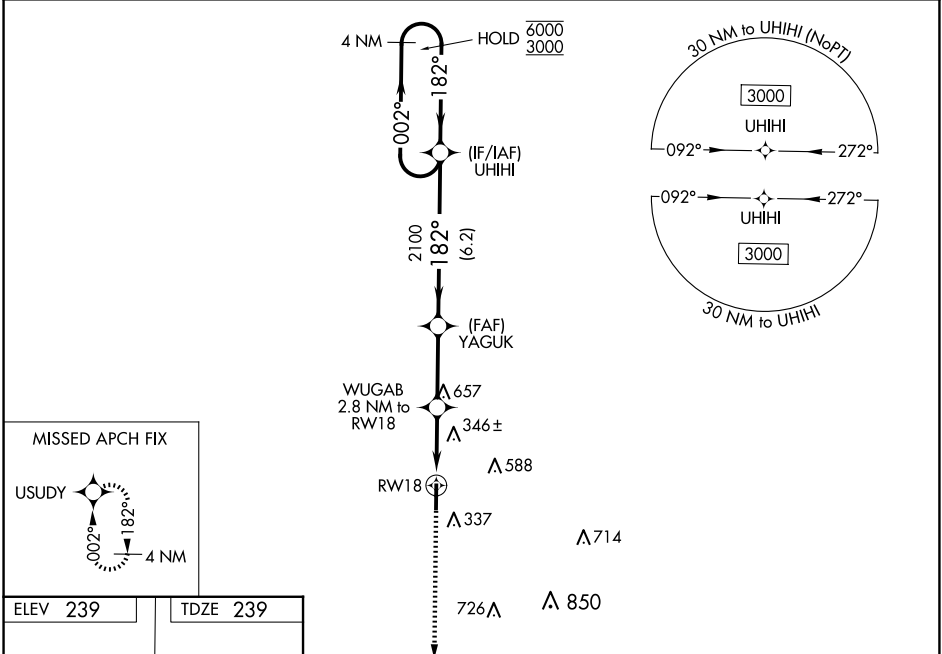 4 NM
HOLD 6000
3000
002°
182°
(IF/IAF)
UHIHI
2100
182°
(6.2)
(FAF)
YAGUK
WUGAB
2.8 NM to
RW18
657
346±
588
RW18
337
714
726
850
30 NM to UHIHI (NoPT)
3000
UHIHI
092°
272°
092°
272°
UHIHI
3000
30 NM to UHIHI
MISSED APCH FIX
USUDY
002°
182°
4 NM
ELEV 239
TDZE 239